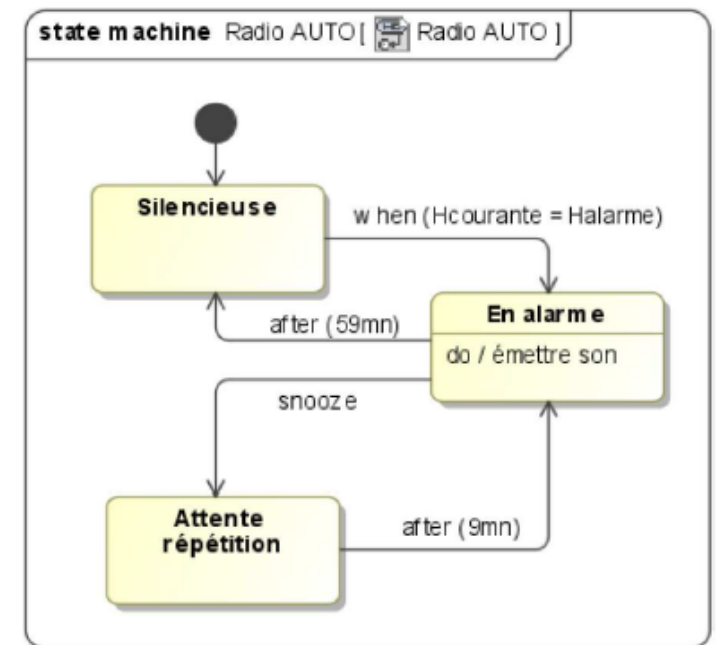 state machine Radio AUTO [ Radio AUTO ]
Silencieuse
when (Hcourante = Halarme)
En alarme
after (59mn)
do / émettre son
snooze
Attente
répétition
after (9mn)